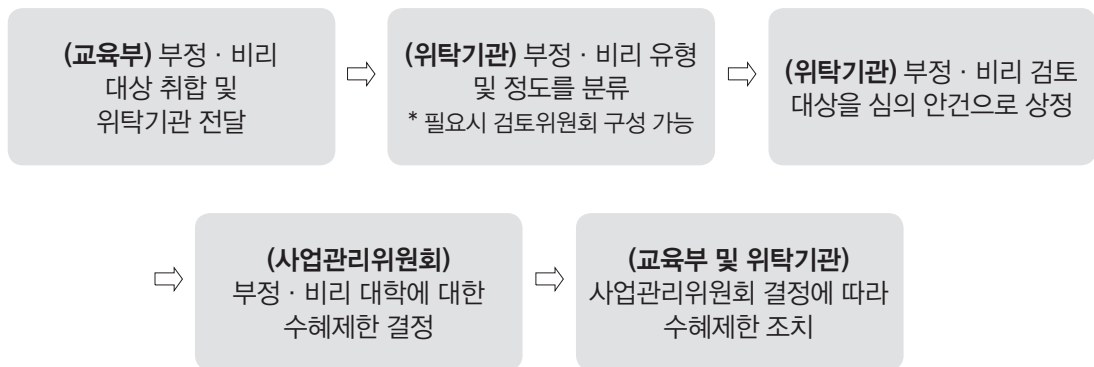 (교육부) 부정 · 비리
대상 취합 및
위탁기관 전달
(위탁기관) 부정 · 비리 유형
및 정도를 분류
* 필요시 검토위원회 구성 가능
(위탁기관) 부정 · 비리 검토
대상을 심의 안건으로 상정
(사업관리위원회)
부정 · 비리 대학에 대한
수혜제한 결정
(교육부 및 위탁기관)
사업관리위원회 결정에 따라
수혜제한 조치